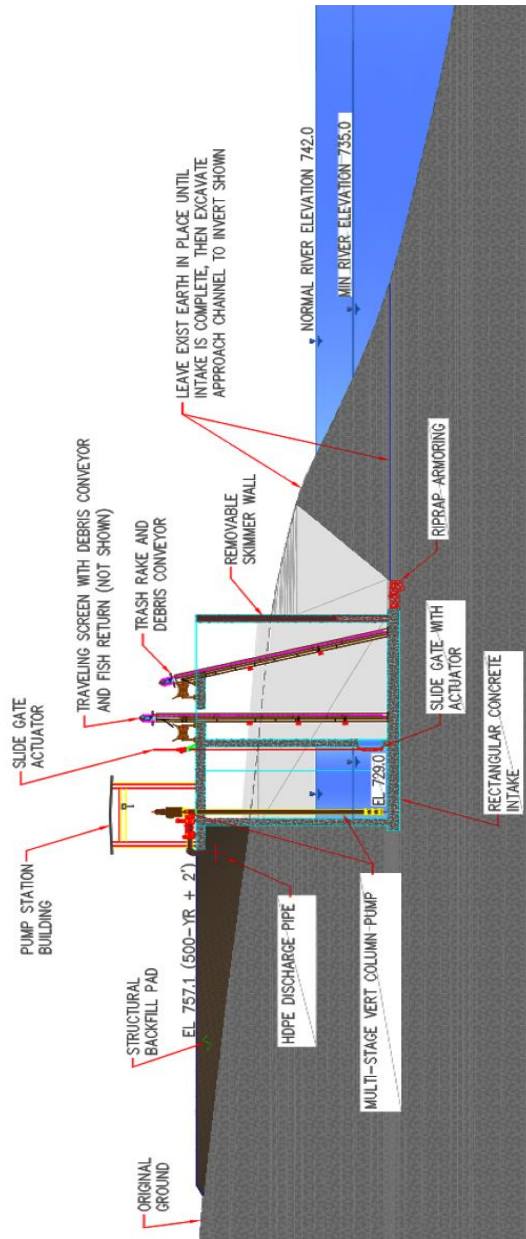 ORIGINAL
GROUND
STRUCTURAL
BACKFILL PAD
EL 757.1 (500-YR + 2')
PUMP STATION
BUILDING
SLIDE GATE
ACTUATOR
TRAVELING SCREEN WITH DEBRIS CONVEYOR
AND FISH RETURN (NOT SHOWN)
TRASH RAKE AND
DEBRIS CONVEYOR
REMOVABLE
SKIMMER WALL
LEAVE EXIST EARTH IN PLACE UNTIL
INTAKE IS COMPLETE, THEN EXCAVATE
APPROACH CHANNEL TO INVERT SHOWN
NORMAL RIVER ELEVATION 742.0
MIN RIVER ELEVATION 735.0
HDPE DISCHARGE PIPE
MULTI-STAGE VERT COLUMN PUMP
EL 729.0
RECTANGULAR CONCRETE
INTAKE
SLIDE GATE WITH
ACTUATOR
RIPRAP ARMORING